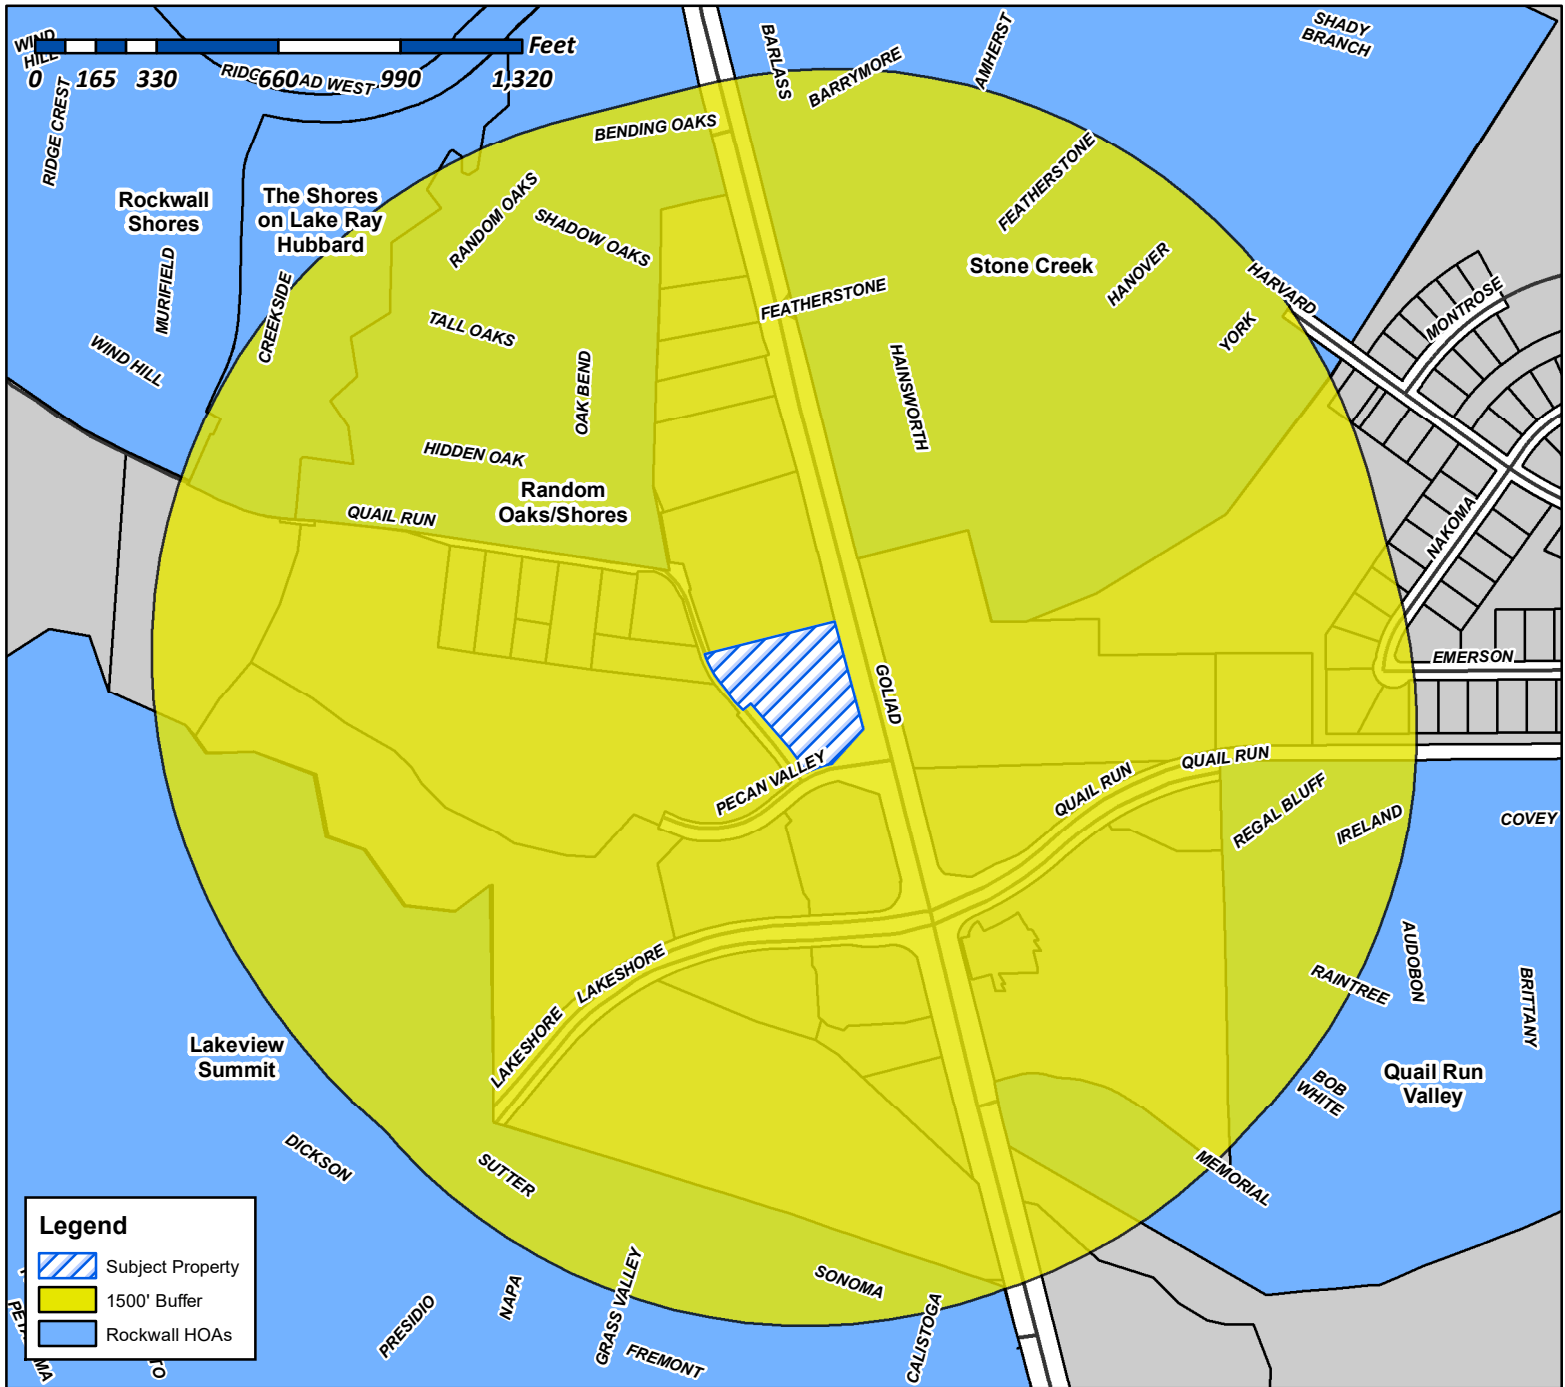 WIND
HILL
Feet
0 165 330 660 990 1,320
RIDGE CREST
BARLASS
BARRYMORE
AMHERST
SHADY
BRANCH
BENDING OAKS
Rockwall
Shores
The Shores
on Lake Ray
Hubbard
RANDOM OAKS
SHADOW OAKS
FEATHERSTONE
Stone Creek
HANOVER
HARVARD
MONTROSE
MURIFIELD
CREEKSIDE
FEATHERSTONE
YORK
WIND HILL
TALL OAKS
OAK BEND
HAINSWORTH
HIDDEN OAK
Random
Oaks/Shores
QUAIL RUN
NAKOMA
EMERSON
GOLIAD
PECAN VALLEY
QUAIL RUN
QUAIL RUN
REGAL BLUFF
IRELAND
COVEY
LAKESHORE
LAKESHORE
RAINTREE
AUDOBON
BRITTANY
Lakeview
Summit
BOB
WHITE
Quail Run
Valley
DICKSON
SUTTER
MEMORIAL
Legend
Subject Property
1500' Buffer
Rockwall HOAs
PRESIDIO
NAPA
GRASS VALLEY
FREMONT
SONOMA
CALISTOGA